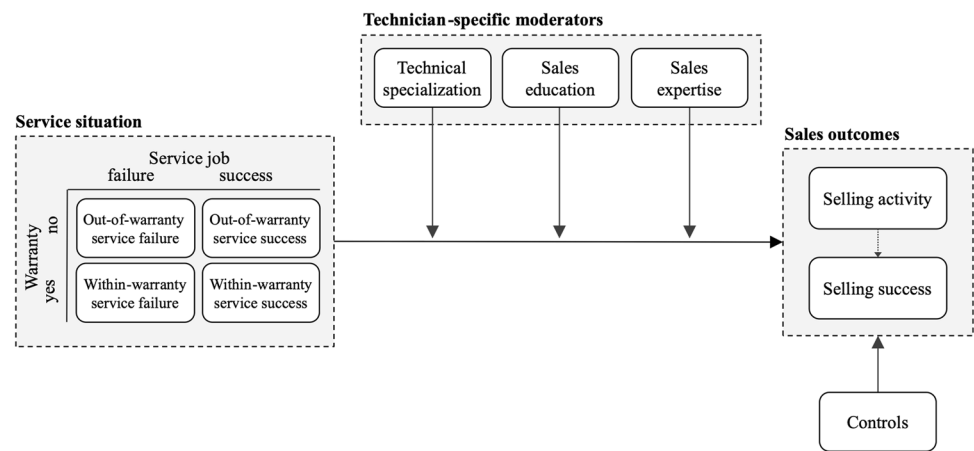 Technician-specific moderators
Technical
specialization
Sales
education
Sales
expertise
Service situation
Service job
failure
success
Warranty
no
yes
Out-of-warranty
service failure
Out-of-warranty
service success
Within-warranty
service failure
Within-warranty
service success
Sales outcomes
Selling activity
Selling success
Controls